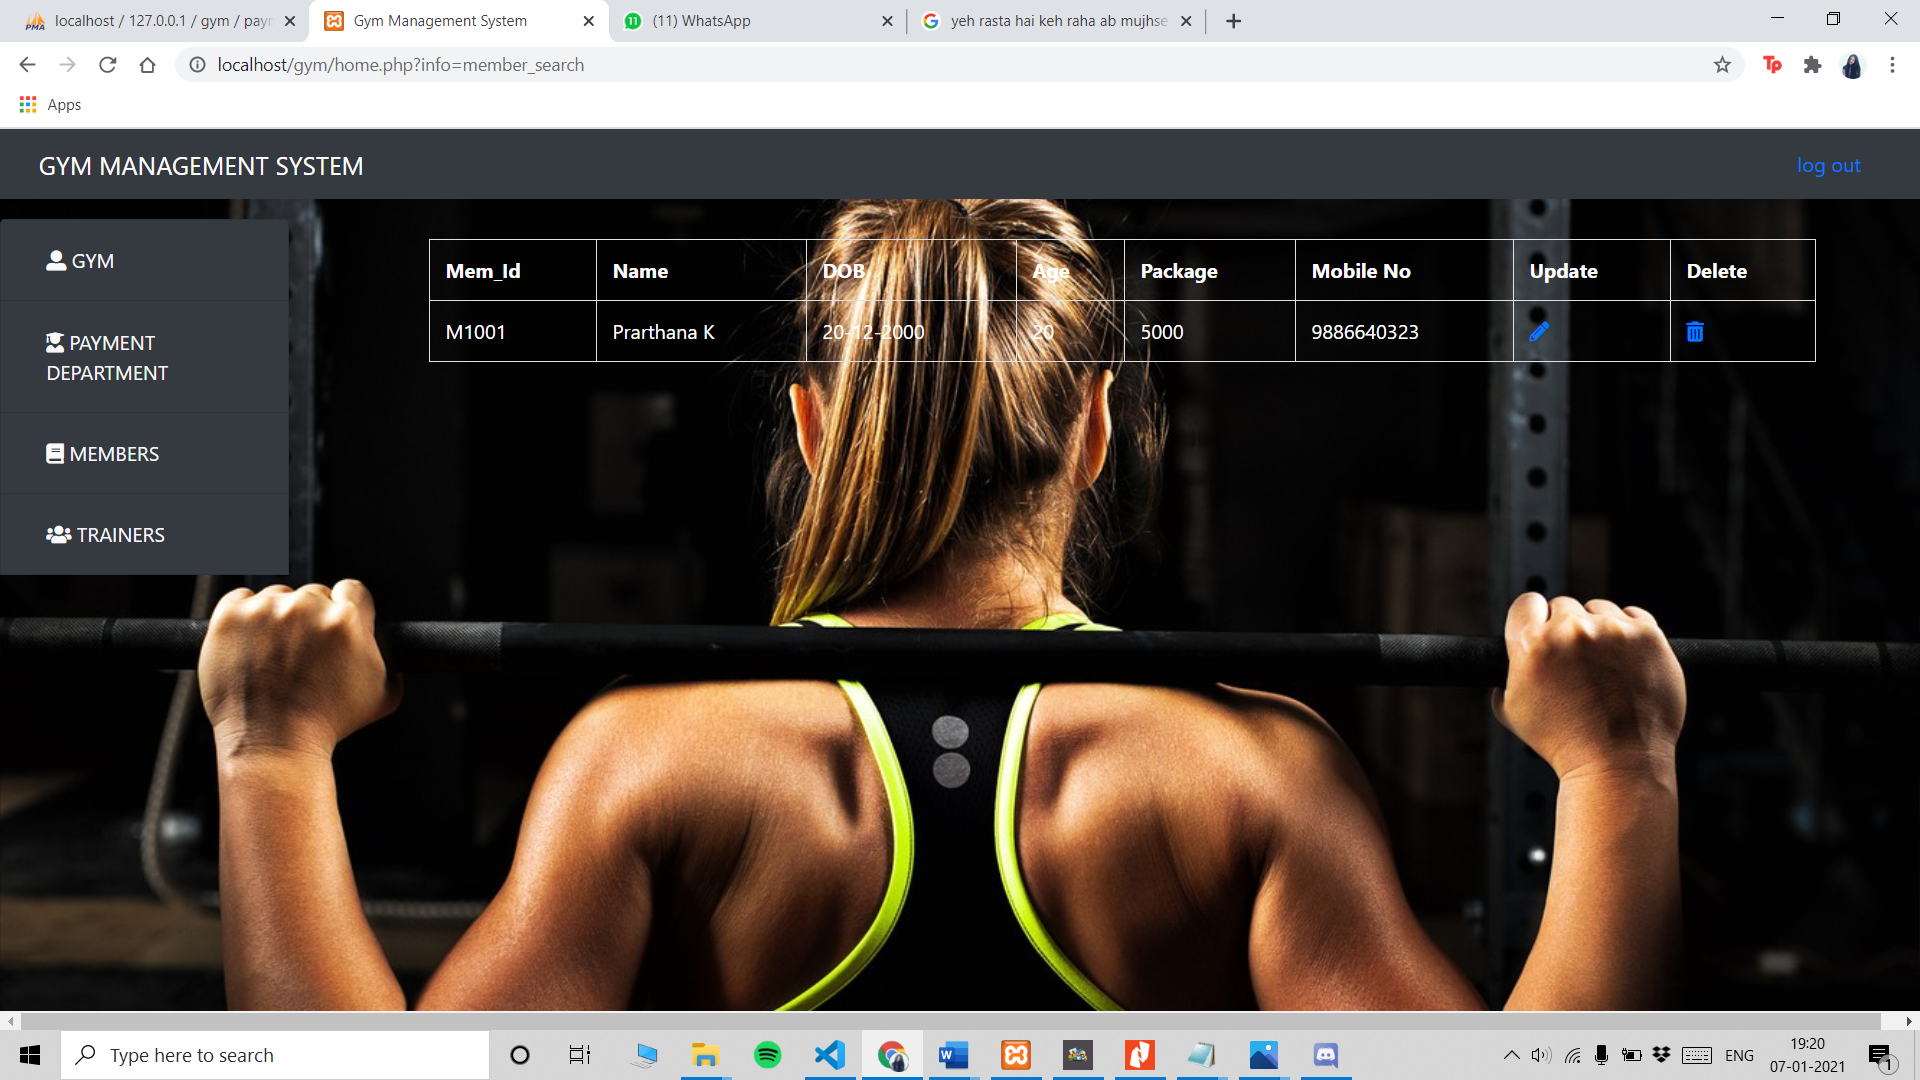 localhost / 127.0.0.1 / gym / payn
Gym Management System
(11) WhatsApp
yeh rasta hai keh raha ab mujhse
localhost/gym/home.php?info=member_search
Apps
GYM MANAGEMENT SYSTEM
log out
GYM
PAYMENT
DEPARTMENT
MEMBERS
TRAINERS
Mem_Id Name DOB Age Package Mobile No Update Delete
M1001 Prarthana K 20-12-2000 20 5000 9886640323
Type here to search
ENG
19:20
07-01-2021
1